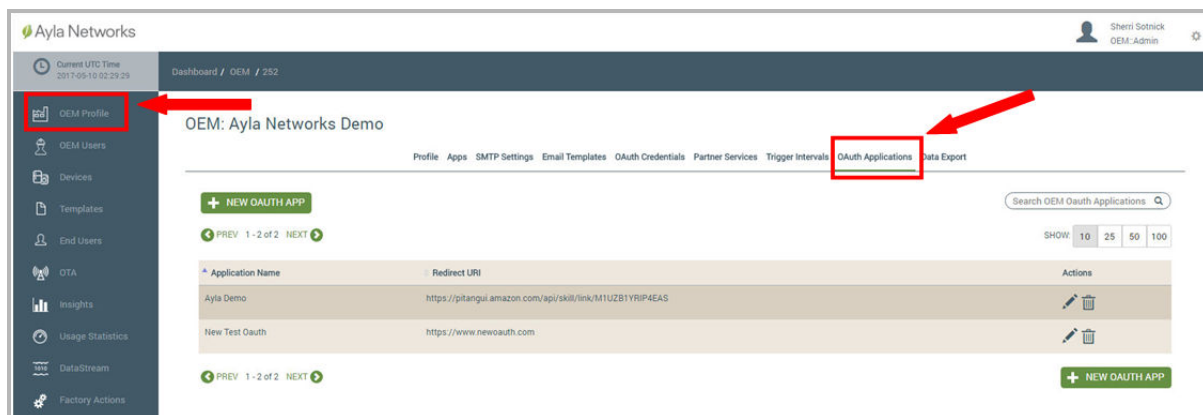 Ayla Networks
Sherri Sotnick
OEM::Admin
Current UTC Time
2017-05-10 02:29:29
Dashboard / OEM / 252
OEM Profile
OEM Users
Devices
Templates
End Users
OTA
Insights
Usage Statistics
DataStream
Factory Actions
OEM: Ayla Networks Demo
Profile Apps SMTP Settings Email Templates OAuth Credentials Partner Services Trigger Intervals OAuth Applications Data Export
+ NEW OAUTH APP
Search OEM Oauth Applications
PREV 1 - 2 of 2 NEXT
SHOW: 10 25 50 100
Application Name Redirect URI Actions
Ayla Demo https://pitangui.amazon.com/api/skill/link/M1UZB1YRIP4EAS
New Test Oauth https://www.newoauth.com
PREV 1 - 2 of 2 NEXT
+ NEW OAUTH APP